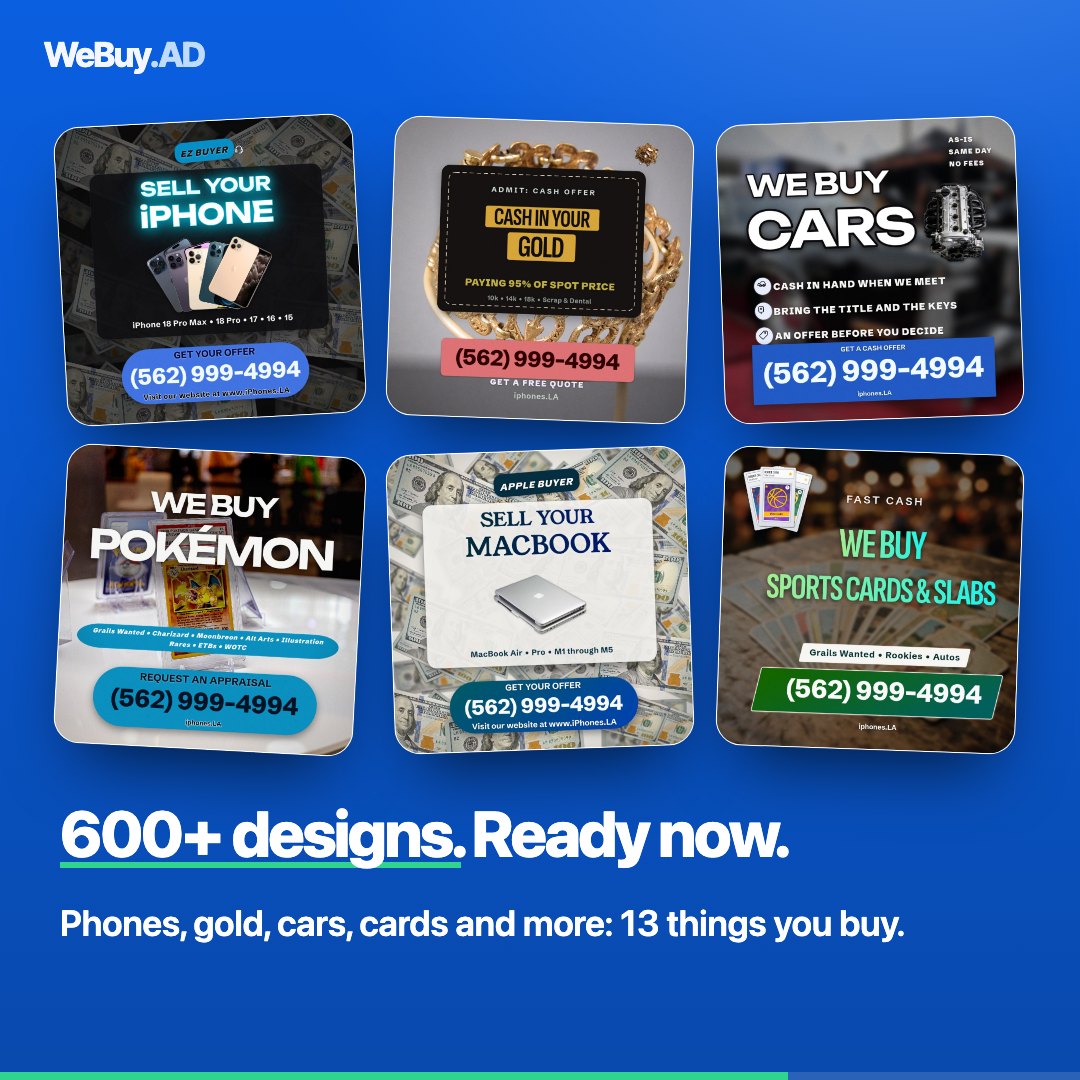 WeBuy.AD
EZ BUYER
SELL YOUR
iPHONE
iPhone 18 Pro Max • 18 Pro • 17 • 16 • 15
GET YOUR OFFER
(562) 999-4994
Visit our website at www.iPhones.LA
ADMIT: CASH OFFER
CASH IN YOUR
GOLD
PAYING 95% OF SPOT PRICE
10k • 14k • 18k • Scrap & Dental
(562) 999-4994
GET A FREE QUOTE
iphones.LA
AS-IS
SAME DAY
NO FEES
WE BUY
CARS
CASH IN HAND WHEN WE MEET
BRING THE TITLE AND THE KEYS
AN OFFER BEFORE YOU DECIDE
GET A CASH OFFER
(562) 999-4994
iphones.LA
WE BUY
POKÉMON
Grails Wanted • Charizard • Moonbreon • Alt Arts • Illustration
Rares • ETBs • WOTC
REQUEST AN APPRAISAL
(562) 999-4994
iphones.LA
APPLE BUYER
SELL YOUR
MACBOOK
MacBook Air • Pro • M1 through M5
GET YOUR OFFER
(562) 999-4994
Visit our website at www.iPhones.LA
FAST CASH
WE BUY
SPORTS CARDS & SLABS
Grails Wanted • Rookies • Autos
(562) 999-4994
iphones.LA
600+ designs. Ready now.
Phones, gold, cars, cards and more: 13 things you buy.